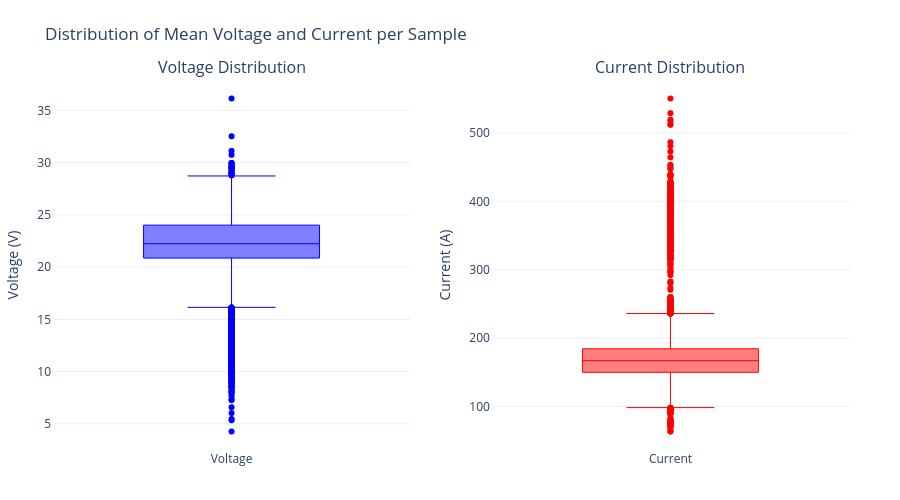 Distribution of Mean Voltage and Current per Sample
Voltage Distribution
Current Distribution
Voltage (V)
35
30
25
20
15
10
5
Voltage
Current (A)
500
400
300
200
100
Current